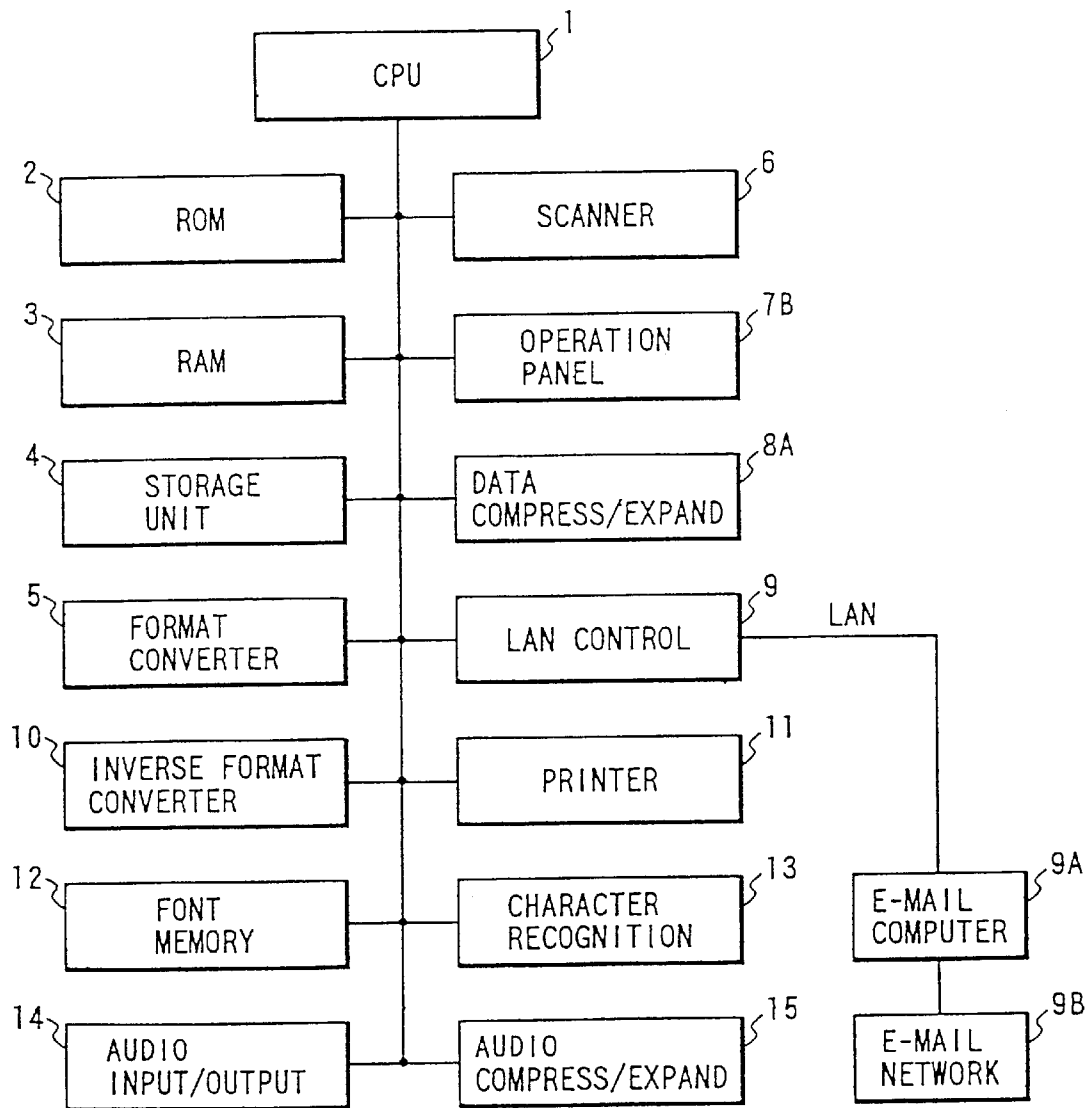 1
CPU
2
ROM
6
SCANNER
3
RAM
7B
OPERATION
PANEL
4
STORAGE
UNIT
8A
DATA
COMPRESS/EXPAND
5
FORMAT
CONVERTER
9
LAN CONTROL
LAN
10
INVERSE FORMAT
CONVERTER
11
PRINTER
12
FONT
MEMORY
13
CHARACTER
RECOGNITION
9A
E-MAIL
COMPUTER
14
AUDIO
INPUT/OUTPUT
15
AUDIO
COMPRESS/EXPAND
9B
E-MAIL
NETWORK